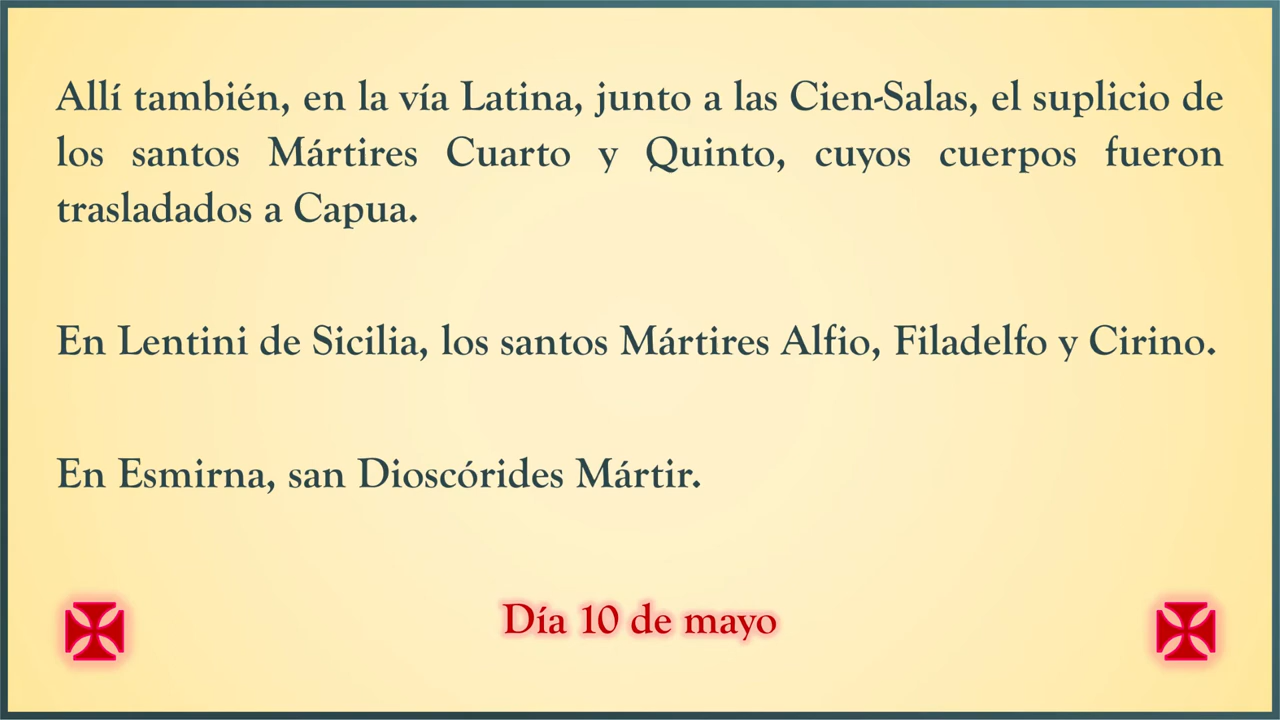 Allí también, en la vía Latina, junto a las Cien-Salas, el suplicio de
los santos Mártires Cuarto y Quinto, cuyos cuerpos fueron
trasladados a Capua.
En Lentini de Sicilia, los santos Mártires Alfio, Filadelfo y Cirino.
En Esmirna, san Dioscórides Mártir.
Día 10 de mayo